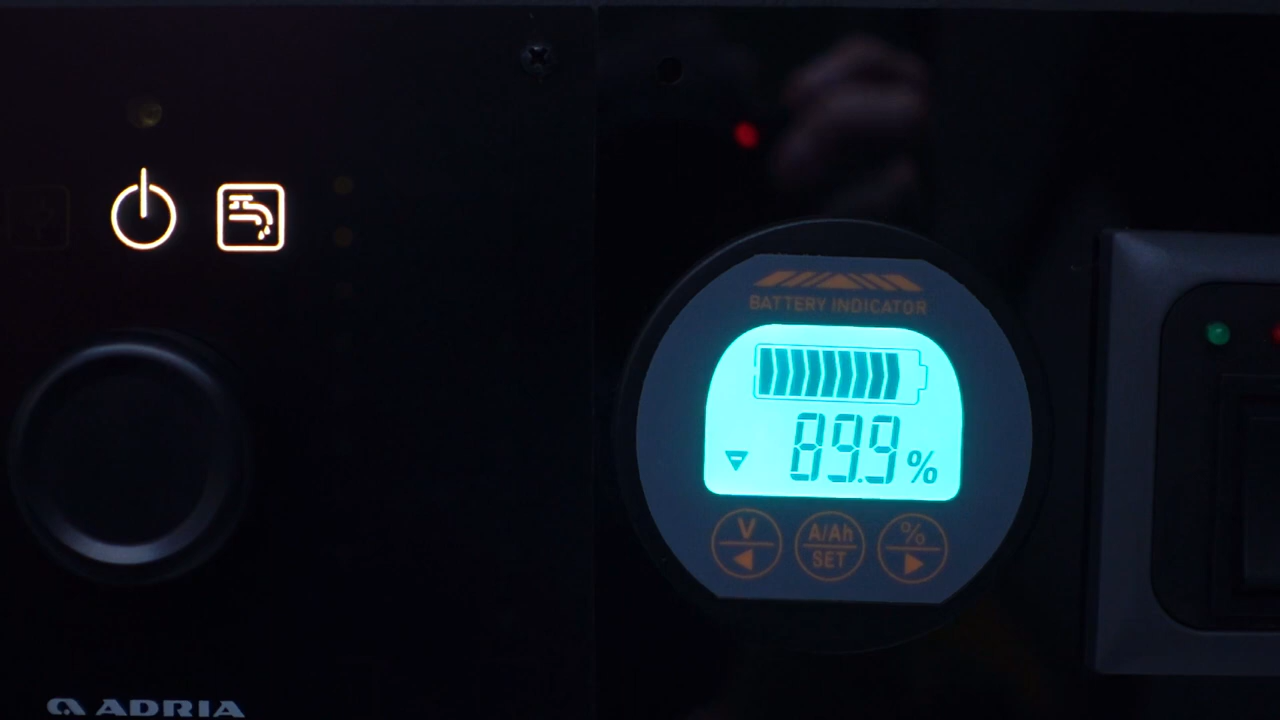 BATTERY INDICATOR
89.9%
V
A/Ah
SET
%
ADRIA